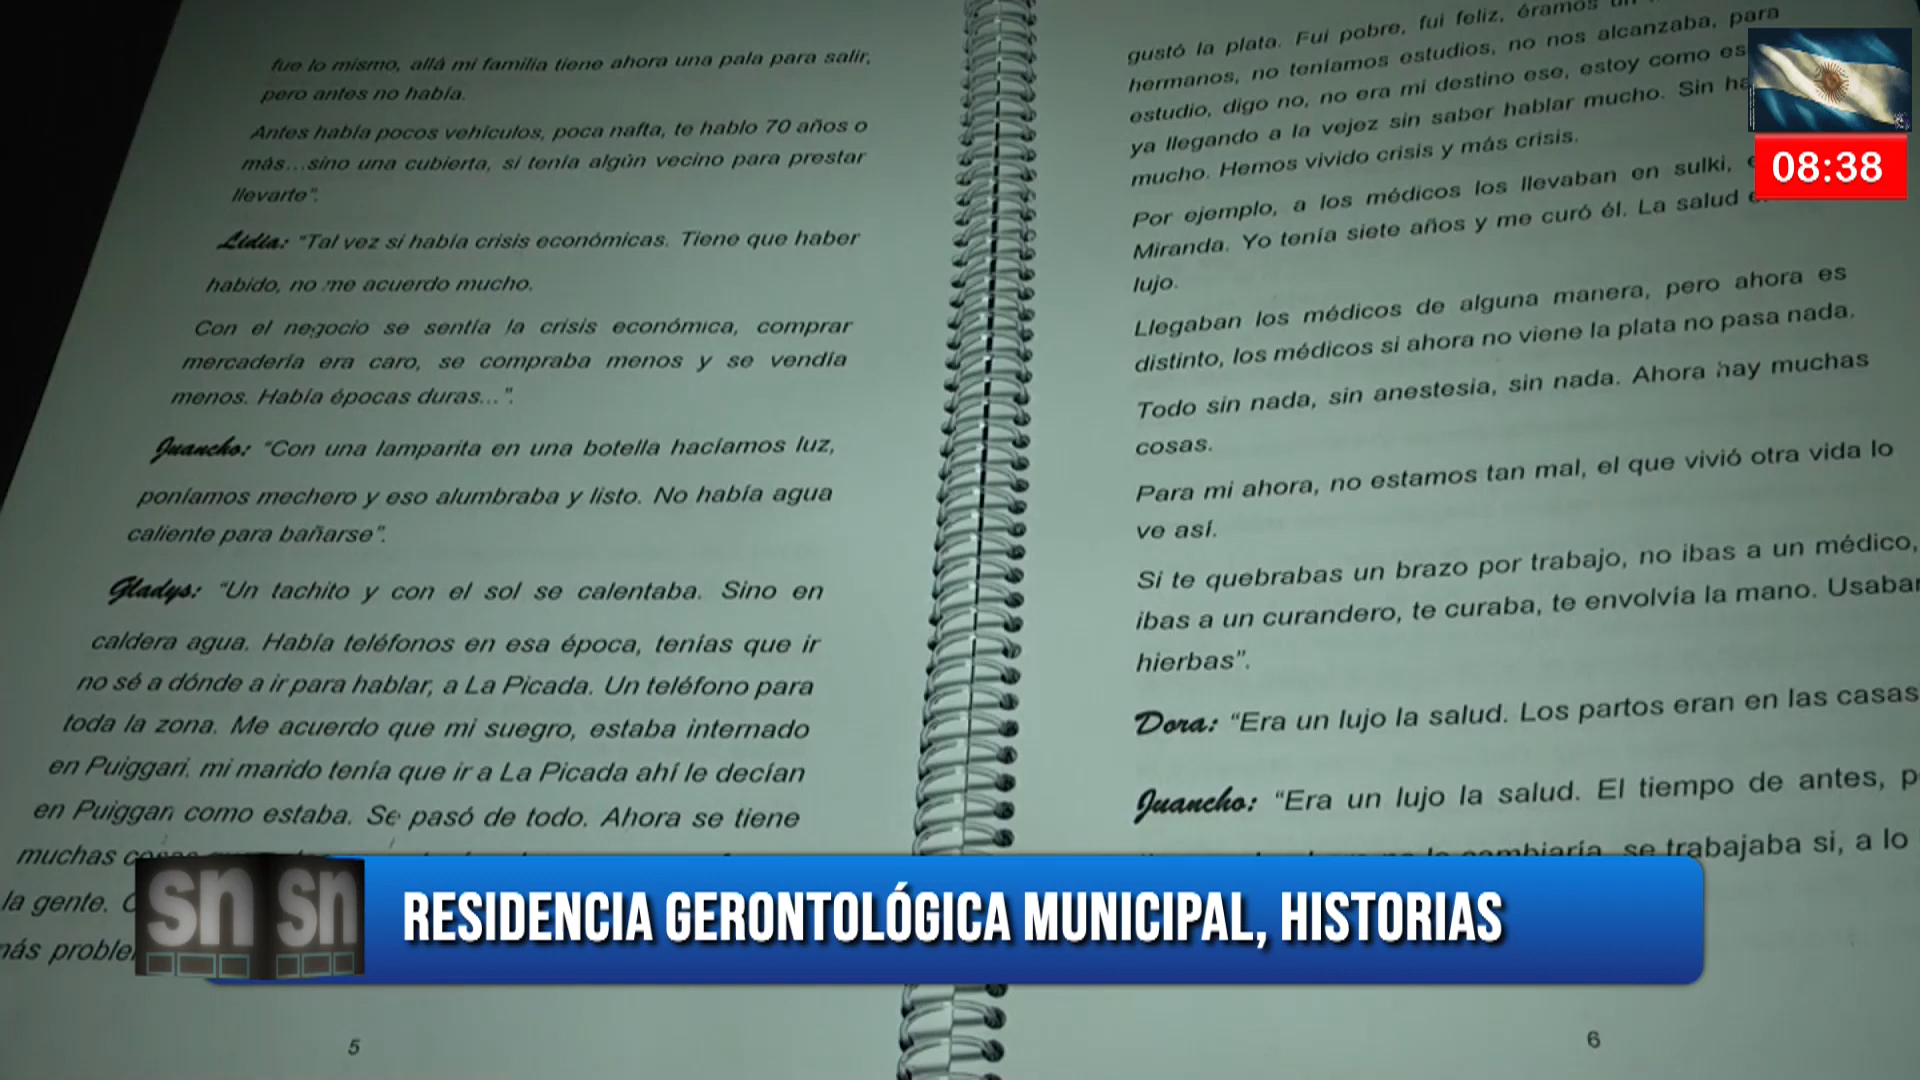 fue lo mismo, allá mi familia tiene ahora una pala para salir,
pero antes no había.
Antes había pocos vehículos, poca nafta, te hablo 70 años o
más...sino una cubierta, si tenía algún vecino para prestar
llevarte”.
Lidia: “Tal vez si había crisis económicas. Tiene que haber
habido, no me acuerdo mucho.
Con el negocio se sentía la crisis económica, comprar
mercadería era caro, se compraba menos y se vendía
menos. Había épocas duras...”.
Juancho: “Con una lamparita en una botella hacíamos luz,
poníamos mechero y eso alumbraba y listo. No había agua
caliente para bañarse”.
Gladys: “Un tachito y con el sol se calentaba. Sino en
caldera agua. Había teléfonos en esa época, tenías que ir
no sé a dónde a ir para hablar, a La Picada. Un teléfono para
toda la zona. Me acuerdo que mi suegro, estaba internado
en Puiggari, mi marido tenía que ir a La Picada ahí le decían
en Puiggari como estaba. Se pasó de todo. Ahora se tiene
muchas
la gente.
más
5
gustó la plata. Fui pobre, fui feliz, éramos
hermanos, no teníamos estudios, no nos alcanzaba, para
estudio, digo no, no era mi destino ese, estoy como
ya llegando a la vejez sin saber hablar mucho. Sin
mucho. Hemos vivido crisis y más crisis.
Por ejemplo, a los médicos los llevaban en sulki,
Miranda. Yo tenía siete años y me curó él. La salud
lujo.
Llegaban los médicos de alguna manera, pero ahora es
distinto, los médicos si ahora no viene la plata no pasa nada.
Todo sin nada, sin anestesia, sin nada. Ahora hay muchas
cosas.
Para mi ahora, no estamos tan mal, el que vivió otra vida lo
ve así.
Si te quebrabas un brazo por trabajo, no ibas a un médico,
ibas a un curandero, te curaba, te envolvía la mano. Usaban
hierbas”.
Dora: “Era un lujo la salud. Los partos eran en las casas
Juancho: “Era un lujo la salud. El tiempo de antes,
cambiaría, se trabajaba si, a lo
6
08:38
sn sn
RESIDENCIA GERONTOLÓGICA MUNICIPAL, HISTORIAS